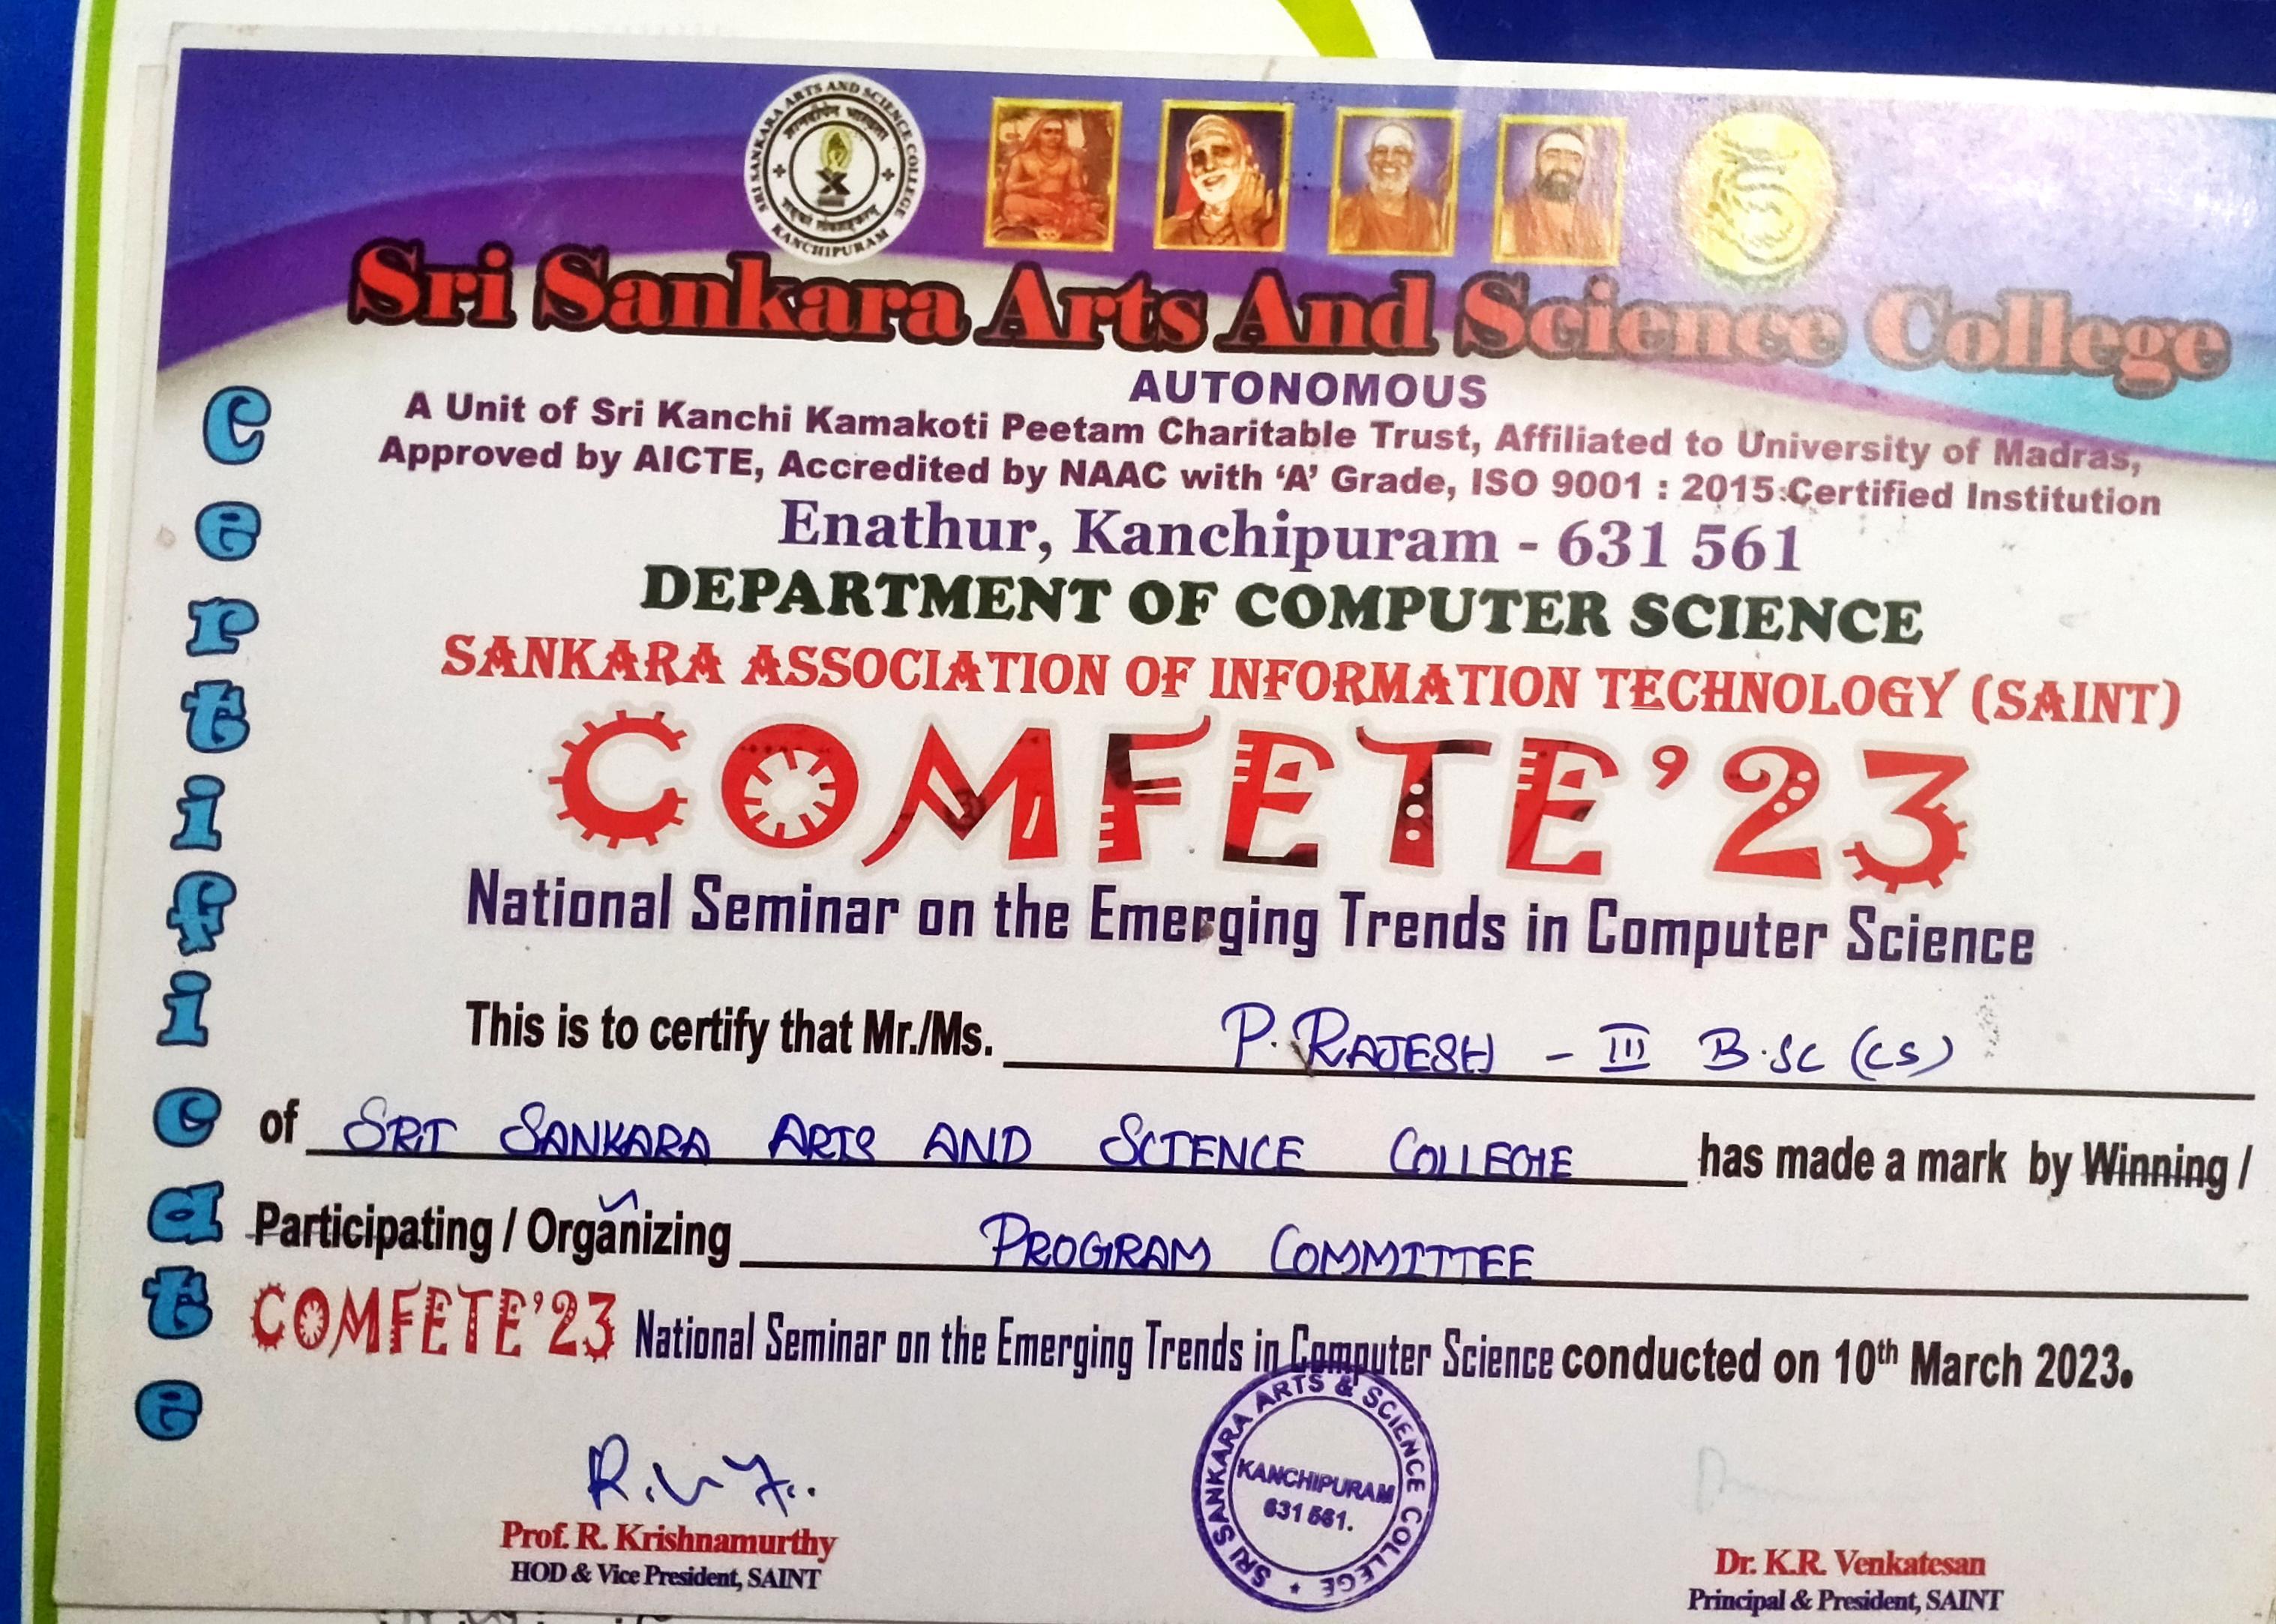 SRI SANKARA ARTS AND SCIENCE COLLEGE
KANCHIPURAM
Sri Sankara Arts And Science College
AUTONOMOUS
A Unit of Sri Kanchi Kamakoti Peetam Charitable Trust, Affiliated to University of Madras,
Approved by AICTE, Accredited by NAAC with ‘A’ Grade, ISO 9001 : 2015 Certified Institution
Enathur, Kanchipuram - 631 561
DEPARTMENT OF COMPUTER SCIENCE
SANKARA ASSOCIATION OF INFORMATION TECHNOLOGY (SAINT)
COMFETE’23
National Seminar on the Emerging Trends in Computer Science
Certificate
This is to certify that Mr./Ms. P. RAJESH - III B.SC (CS)
of SRI SANKARA ARTS AND SCIENCE COLLEGE has made a mark by Winning /
Participating / Organizing PROGRAM COMMITTEE
COMFETE’23 National Seminar on the Emerging Trends in Computer Science conducted on 10th March 2023.
SRI SANKARA ARTS & SCIENCE COLLEGE
KANCHIPURAM
631 561.
Prof. R. Krishnamurthy
HOD & Vice President, SAINT
Dr. K.R. Venkatesan
Principal & President, SAINT